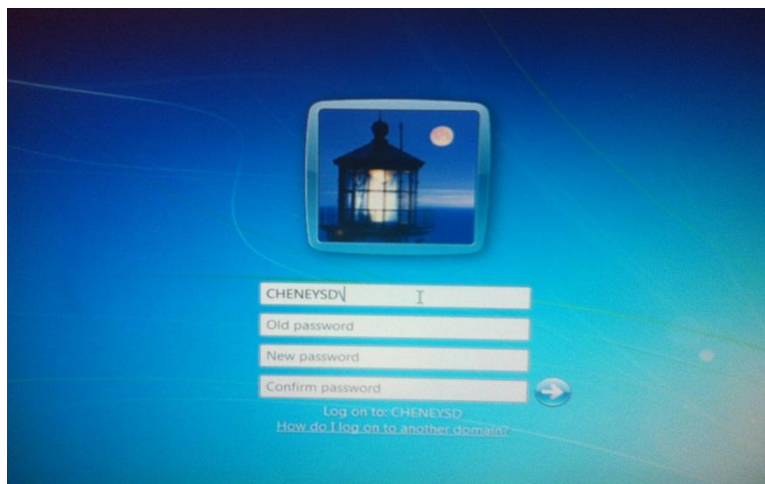 CHENEYSD\
Old password
New password
Confirm password
Log on to: CHENEYSD
How do I log on to another domain?